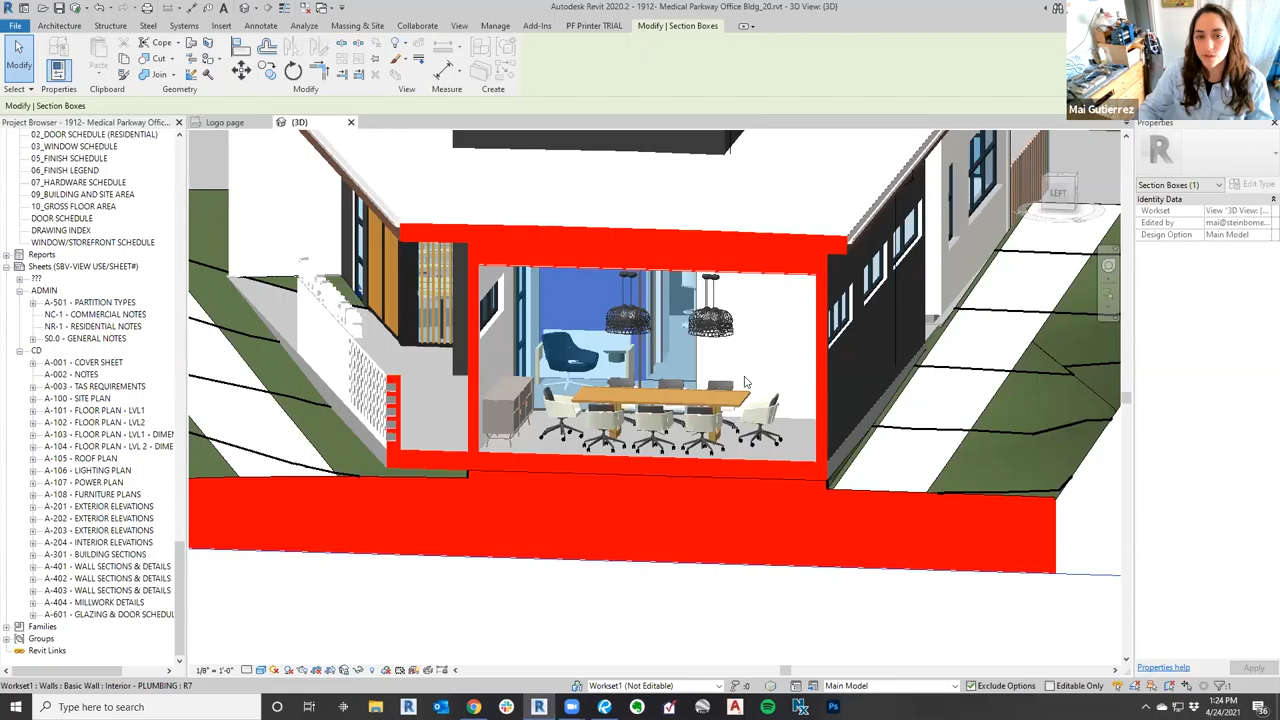 Autodesk Revit 2020.2 - 1912- Medical Parkway Office Bldg_20.rvt - 3D View: {3D}
File Architecture Structure Steel Systems Insert Annotate Analyze Massing & Site Collaborate View Manage Add-Ins PF Printer TRIAL Modify | Section Boxes
Modify Paste Cope Cut Join
Select Properties Clipboard Geometry Modify View Measure Create
Modify | Section Boxes
Mai Gutierrez
Project Browser - 1912- Medical Parkway Office...
Logo page
{3D}
Properties
02_DOOR SCHEDULE (RESIDENTIAL)
03_WINDOW SCHEDULE
05_FINISH SCHEDULE
06_FINISH LEGEND
07_HARDWARE SCHEDULE
09_BUILDING AND SITE AREA
10_GROSS FLOOR AREA
DOOR SCHEDULE
DRAWING INDEX
WINDOW/STOREFRONT SCHEDULE
Reports
Sheets (SBV-VIEW USE/SHEET#)
???
ADMIN
A-501 - PARTITION TYPES
NC-1 - COMMERCIAL NOTES
NR-1 - RESIDENTIAL NOTES
S0.0 - GENERAL NOTES
CD
A-001 - COVER SHEET
A-002 - NOTES
A-003 - TAS REQUIREMENTS
A-100 - SITE PLAN
A-101 - FLOOR PLAN - LVL1
A-102 - FLOOR PLAN - LVL2
A-103 - FLOOR PLAN - LVL1 - DIME
A-104 - FLOOR PLAN - LVL 2 - DIME
A-105 - ROOF PLAN
A-106 - LIGHTING PLAN
A-107 - POWER PLAN
A-108 - FURNITURE PLANS
A-201 - EXTERIOR ELEVATIONS
A-202 - EXTERIOR ELEVATIONS
A-203 - EXTERIOR ELEVATIONS
A-204 - INTERIOR ELEVATIONS
A-301 - BUILDING SECTIONS
A-401 - WALL SECTIONS & DETAILS
A-402 - WALL SECTIONS & DETAILS
A-403 - WALL SECTIONS & DETAILS
A-404 - MILLWORK DETAILS
A-601 - GLAZING & DOOR SCHEDUL
Families
Groups
Revit Links
LEFT
Section Boxes (1) Edit Type
Identity Data
Workset View "3D View: {...
Edited by mai@steinbome...
Design Option Main Model
Properties help Apply
1/8" = 1'-0"
Workset1 : Walls : Basic Wall : Interior - PLUMBING : R7
Workset1 (Not Editable) :0 Main Model Exclude Options Editable Only :1
Type here to search
1:24 PM
4/24/2021
36